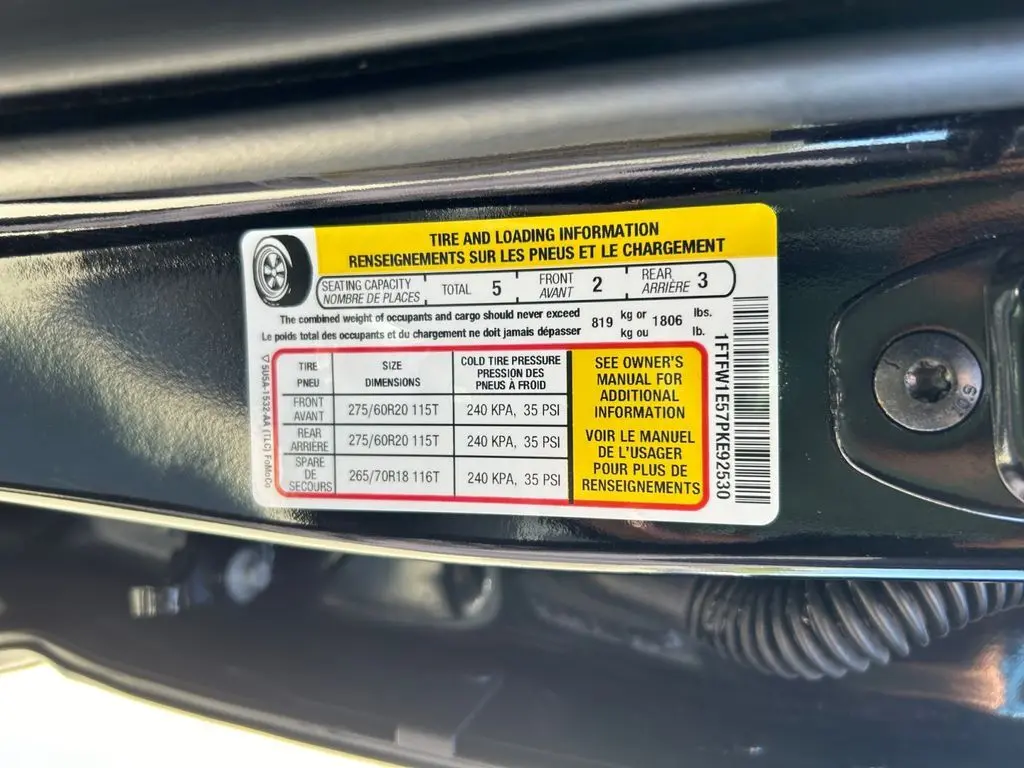 TIRE AND LOADING INFORMATION
RENSEIGNEMENTS SUR LES PNEUS ET LE CHARGEMENT
SEATING CAPACITY
NOMBRE DE PLACES
TOTAL 5
FRONT
AVANT
2
REAR
ARRIÈRE
3
The combined weight of occupants and cargo should never exceed
Le poids total des occupants et du chargement ne doit jamais dépasser
819
kg or
kg ou
1806
lbs.
lb.
TIRE
PNEU
SIZE
DIMENSIONS
COLD TIRE PRESSURE
PRESSION DES
PNEUS À FROID
FRONT
AVANT
275/60R20 115T
240 KPA, 35 PSI
REAR
ARRIÈRE
275/60R20 115T
240 KPA, 35 PSI
SPARE
DE
SECOURS
265/70R18 116T
240 KPA, 35 PSI
SEE OWNER'S
MANUAL FOR
ADDITIONAL
INFORMATION
VOIR LE MANUEL
DE L'USAGER
POUR PLUS DE
RENSEIGNEMENTS
1FTFW1E57PKE92530
5U5A-1532-AA (TLC) FoMoCo